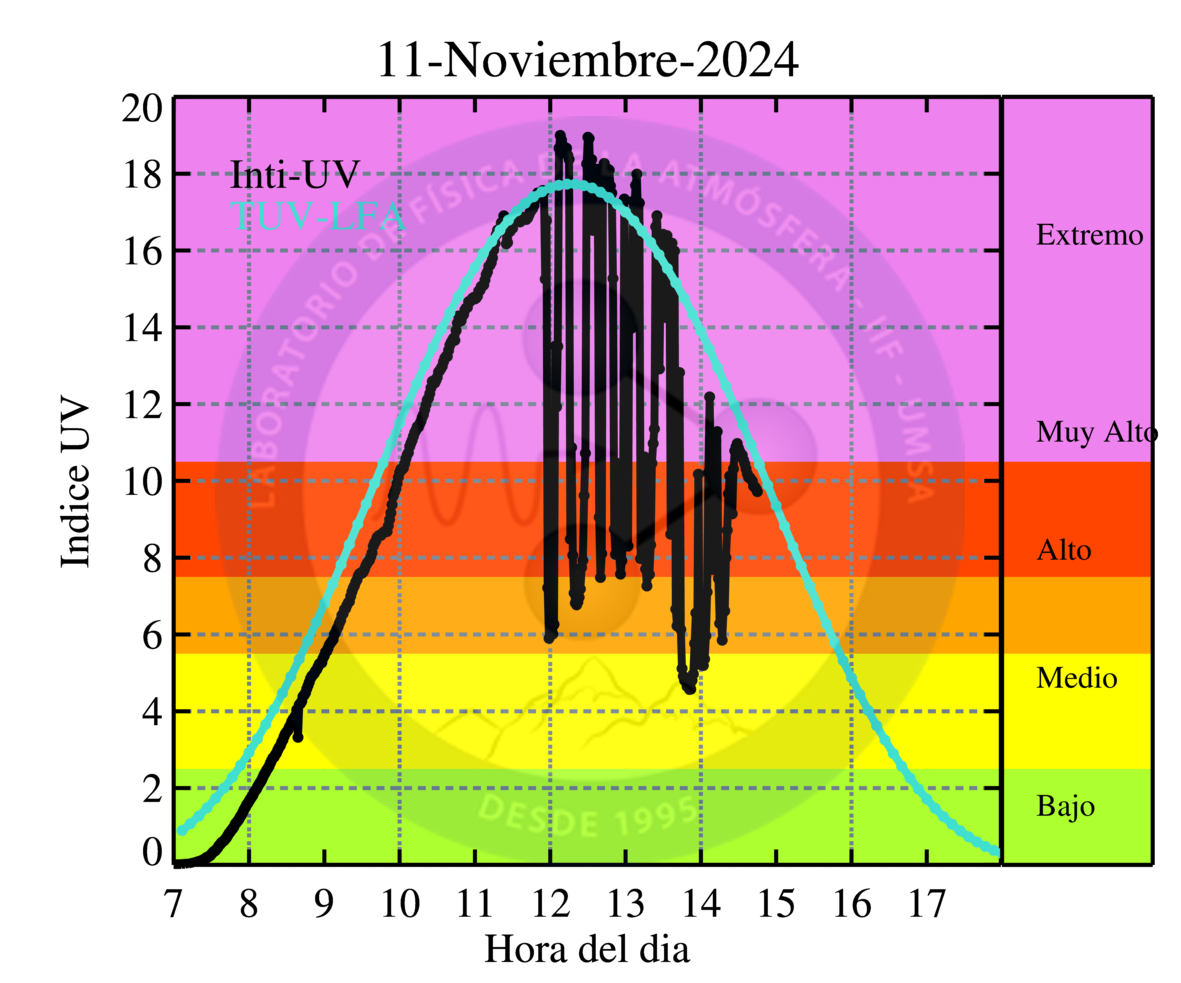 11-Noviembre-2024
20
18
16
14
12
10
8
6
4
2
0
Indice UV
Inti-UV
TUV-LFA
LABORATORIO DE FÍSICA DE LA ATMÓSFERA - IIF - UMSA
DESDE 1995
Extremo
Muy Alto
Alto
Medio
Bajo
7 8 9 10 11 12 13 14 15 16 17
Hora del dia